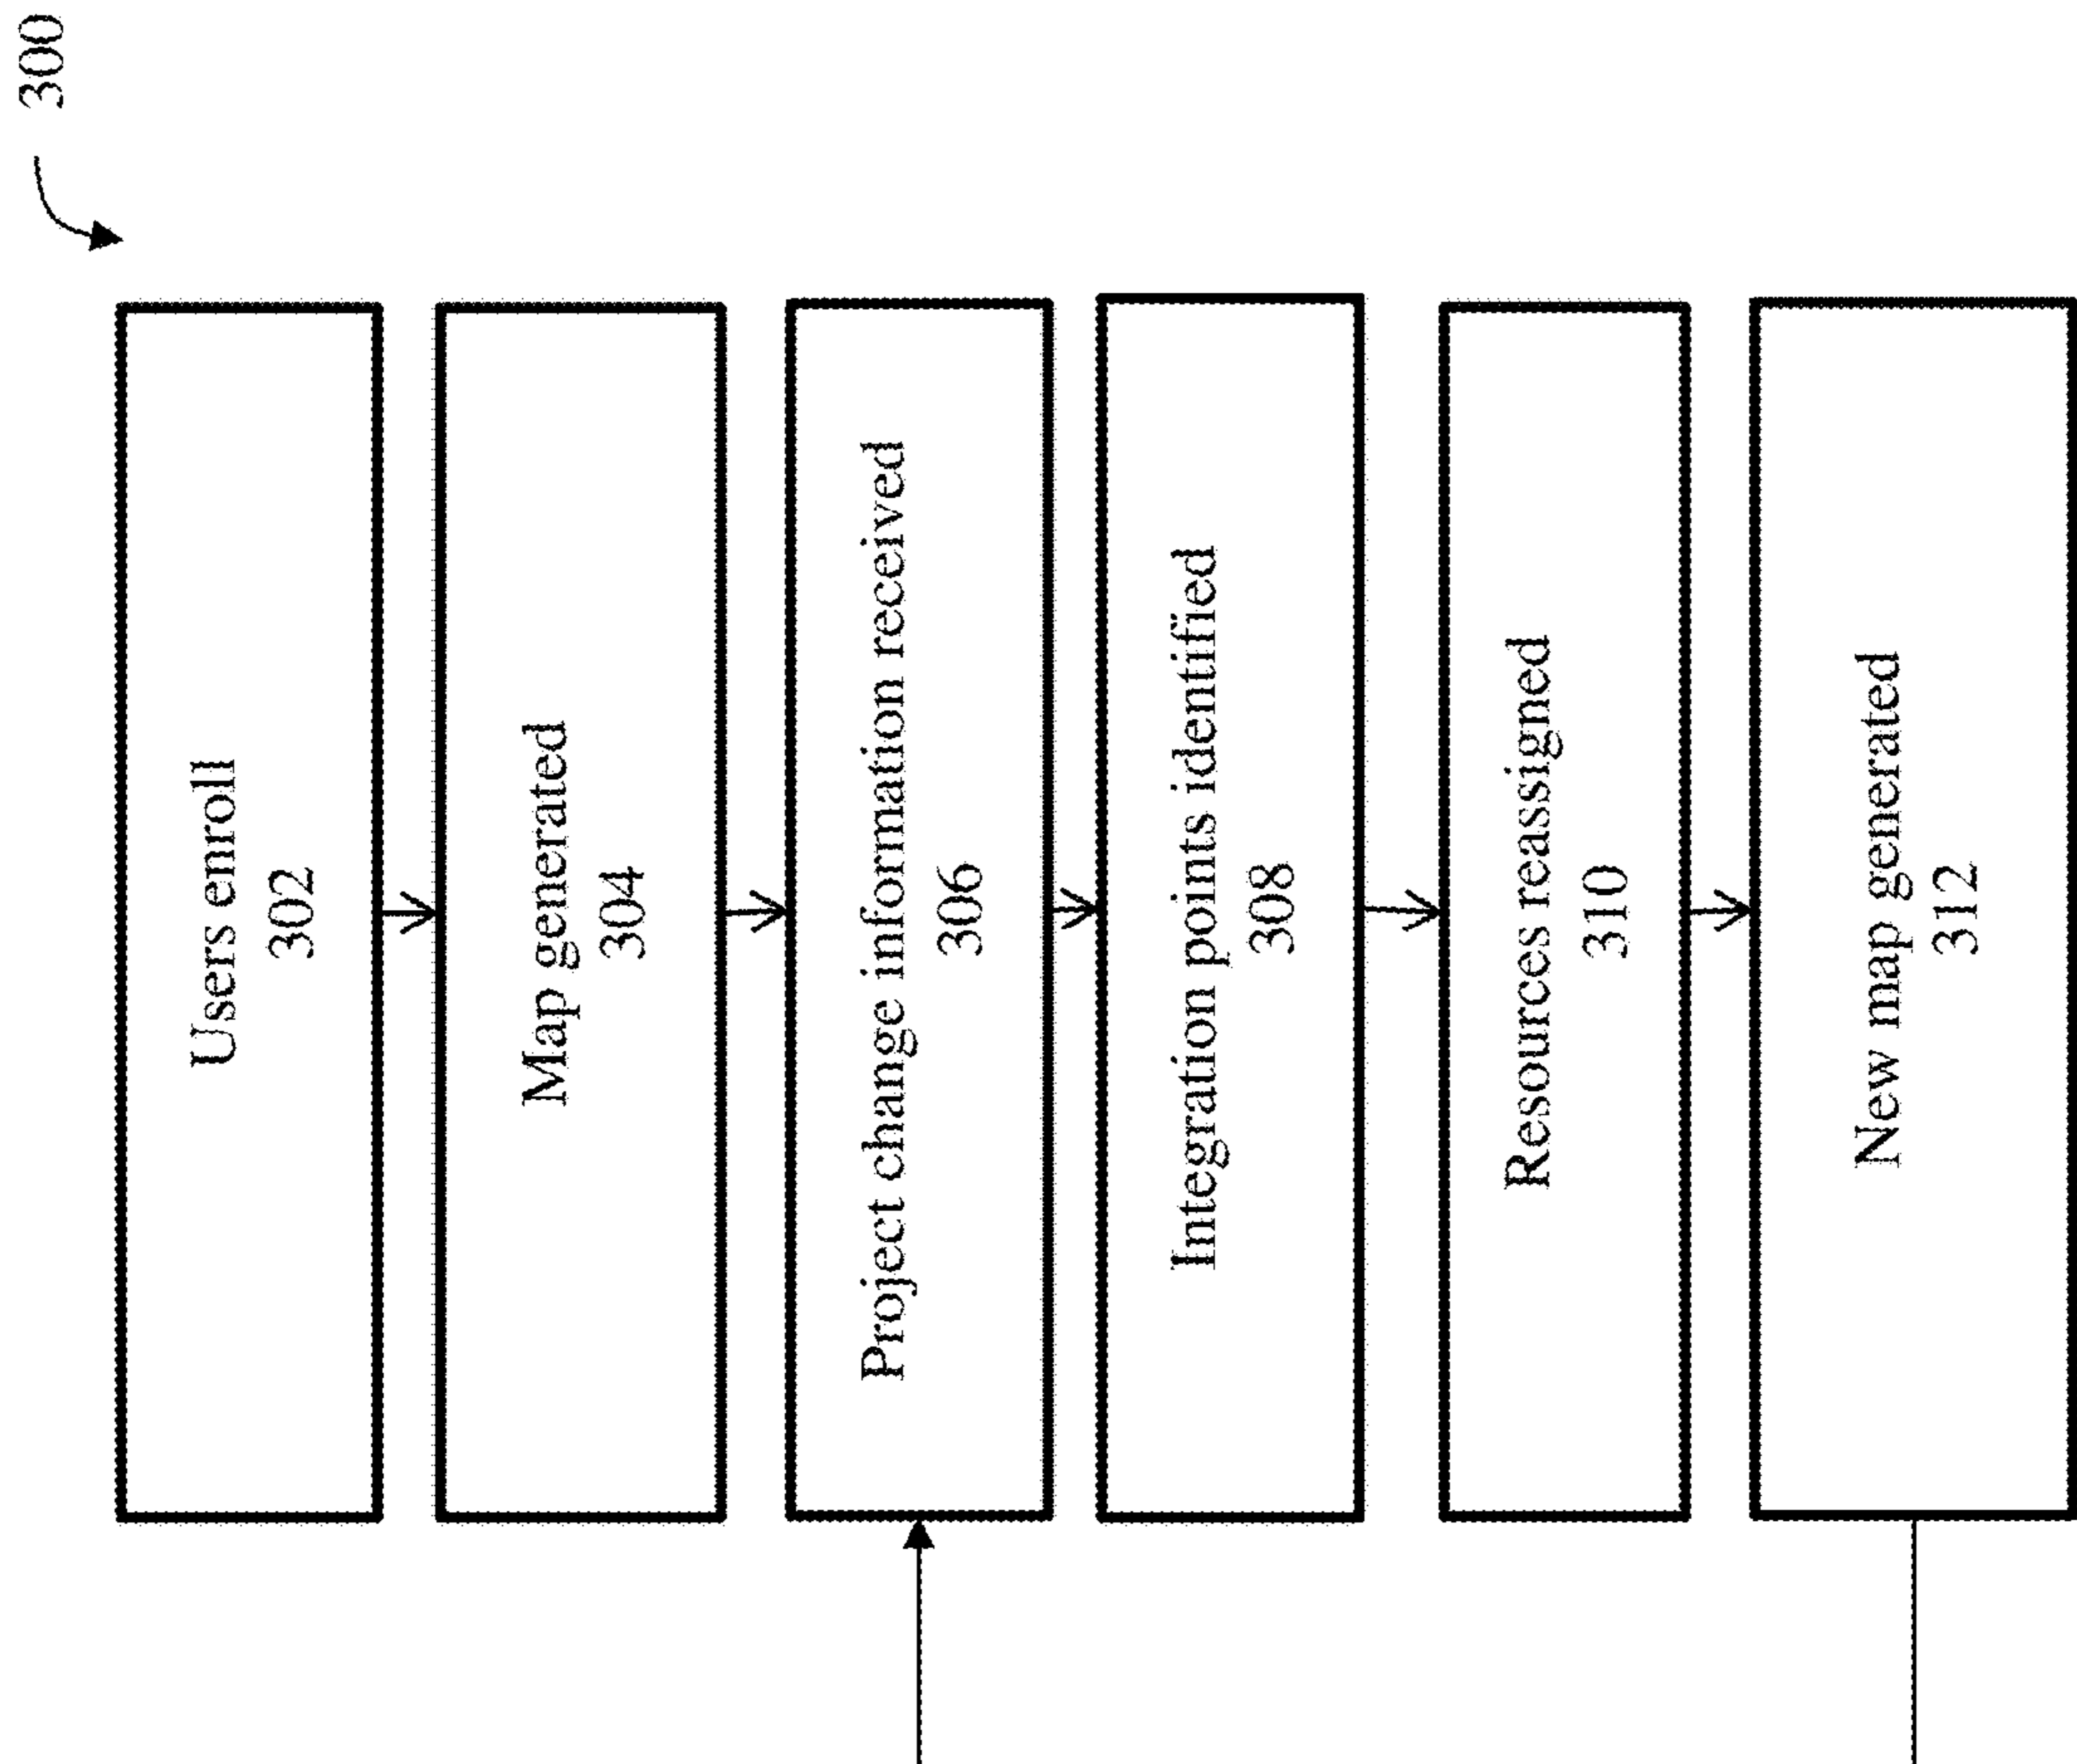 300
Users enroll
302
Map generated
304
Project change information received
306
Integration points identified
308
Resources reassigned
310
New map generated
312